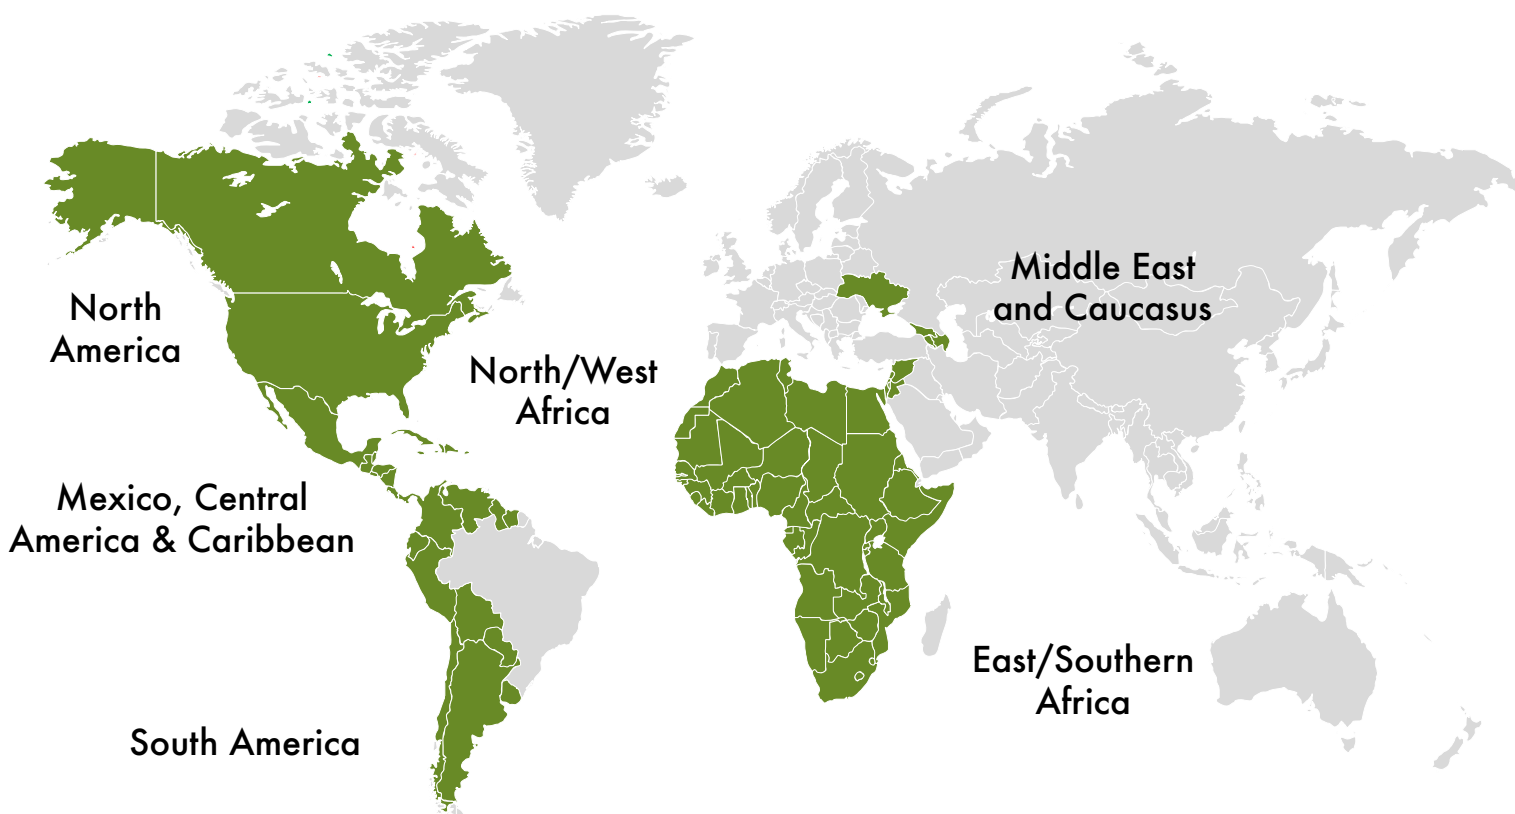 Middle East
and Caucasus
North
America
North/West
Africa
Mexico, Central
America & Caribbean
East/Southern
Africa
South America